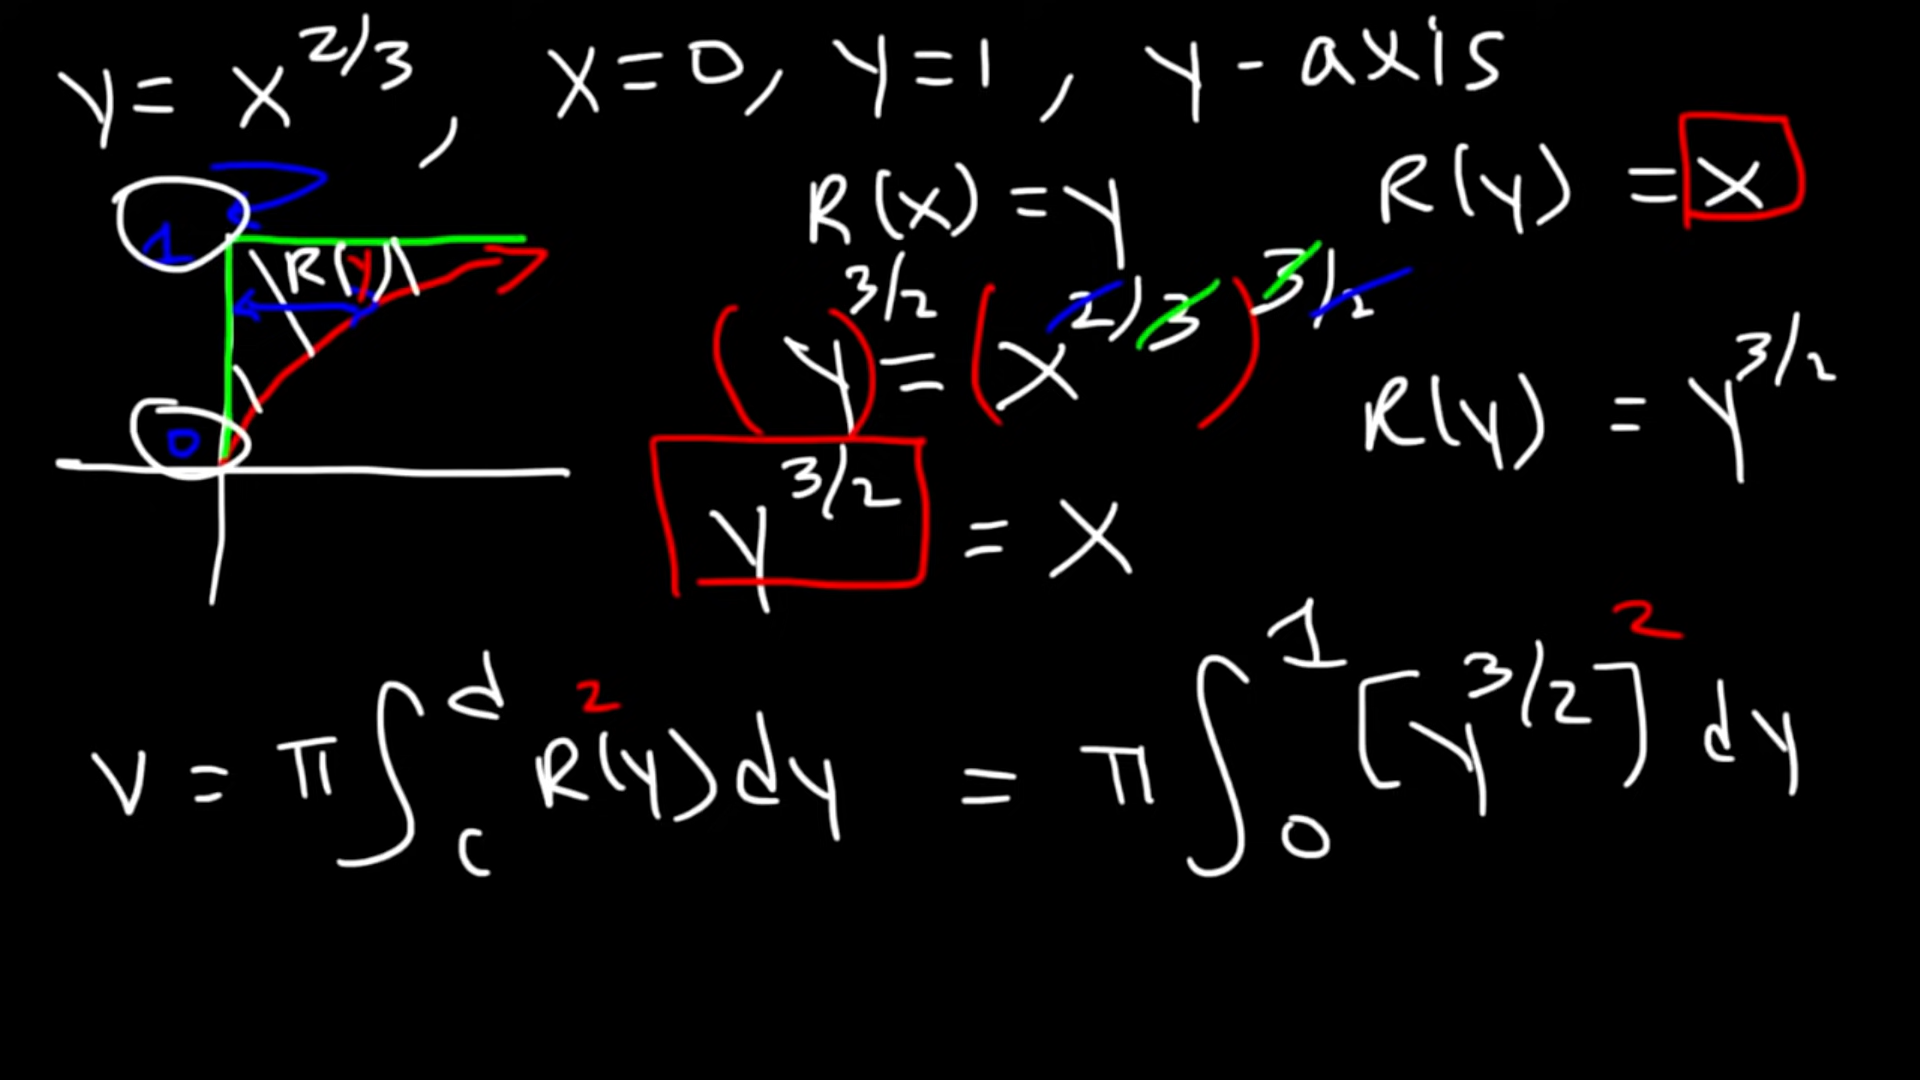 y = x^{2/3}, x = 0, y = 1, y - axis
R(x) = y
R(y) = x
1
R(y)
(y)^{3/2} = (x^{2/3})^{3/2}
R(y) = y^{3/2}
0
y^{3/2} = x
V = π∫_c^d R²(y)dy = π∫_0^1 [y^{3/2}]² dy